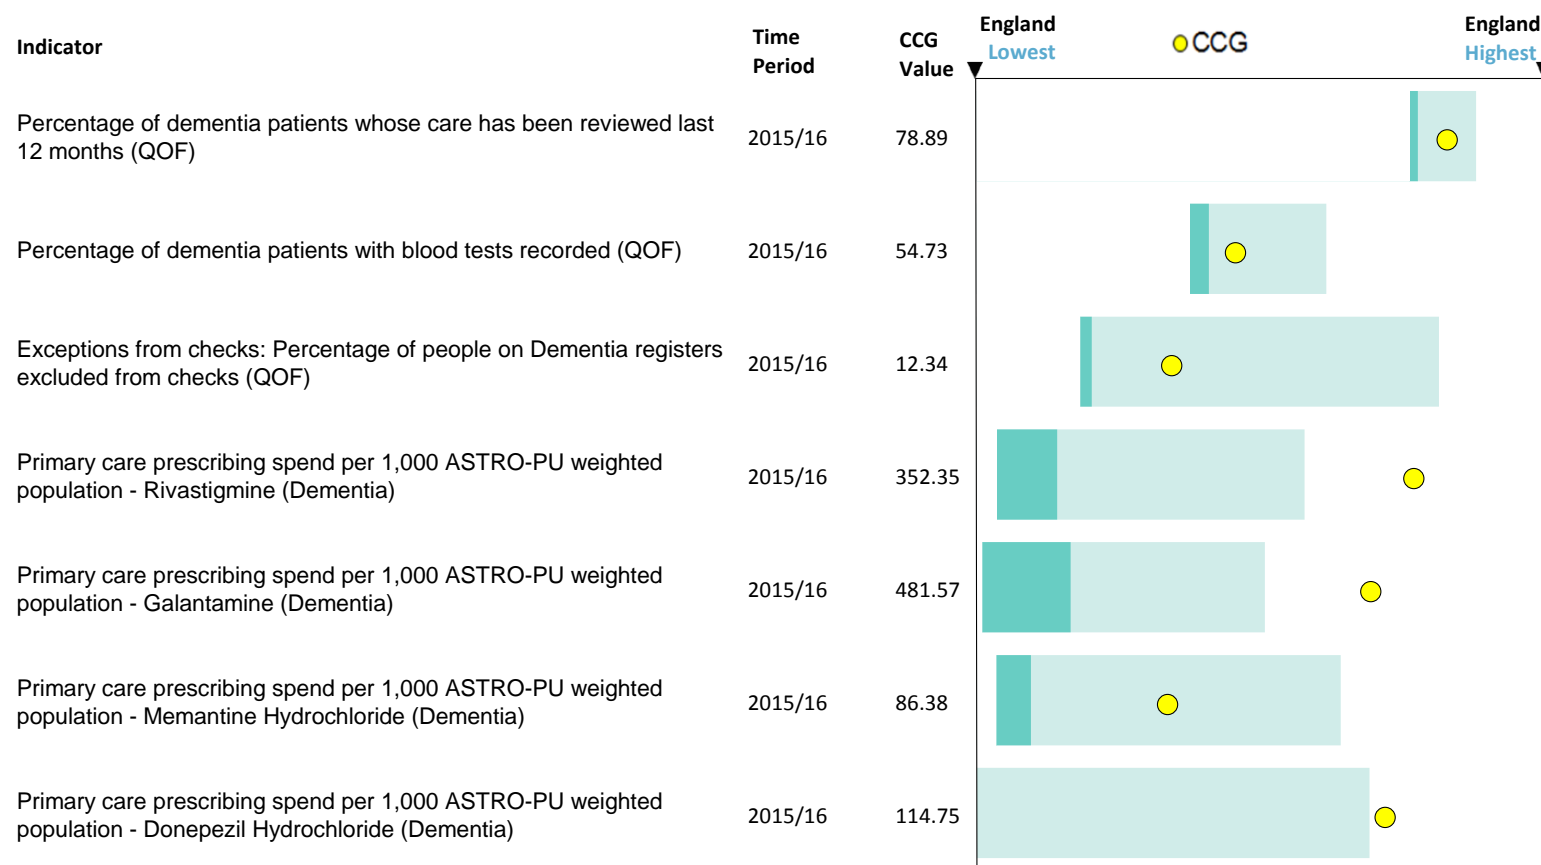 Indicator
Time
Period
CCG
Value
England
Lowest
CCG
England
Highest
Percentage of dementia patients whose care has been reviewed last
12 months (QOF)
2015/16
78.89
Percentage of dementia patients with blood tests recorded (QOF)
2015/16
54.73
Exceptions from checks: Percentage of people on Dementia registers
excluded from checks (QOF)
2015/16
12.34
Primary care prescribing spend per 1,000 ASTRO-PU weighted
population - Rivastigmine (Dementia)
2015/16
352.35
Primary care prescribing spend per 1,000 ASTRO-PU weighted
population - Galantamine (Dementia)
2015/16
481.57
Primary care prescribing spend per 1,000 ASTRO-PU weighted
population - Memantine Hydrochloride (Dementia)
2015/16
86.38
Primary care prescribing spend per 1,000 ASTRO-PU weighted
population - Donepezil Hydrochloride (Dementia)
2015/16
114.75